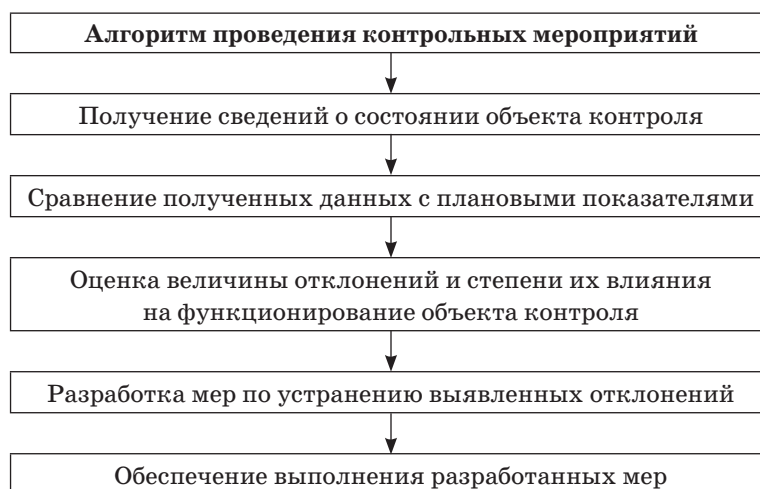 Алгоритм проведения контрольных мероприятий
Получение сведений о состоянии объекта контроля
Сравнение полученных данных с плановыми показателями
Оценка величины отклонений и степени их влияния
на функционирование объекта контроля
Разработка мер по устранению выявленных отклонений
Обеспечение выполнения разработанных мер